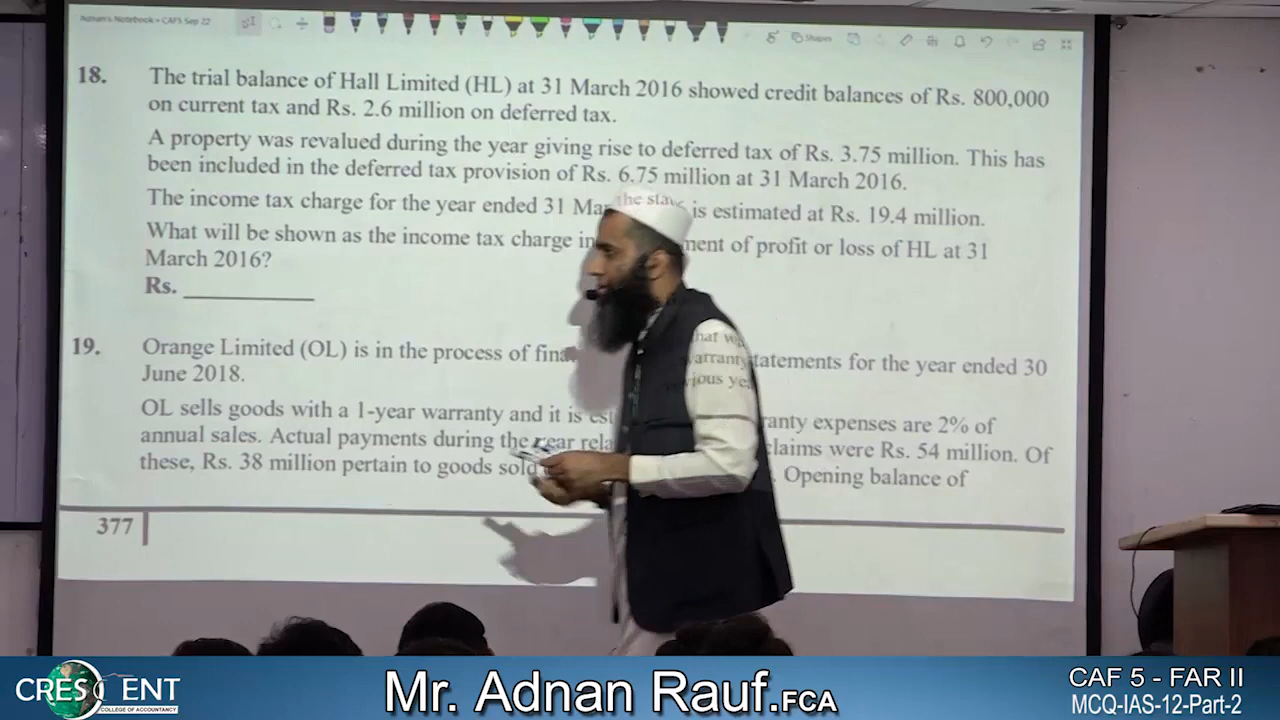 Adnan's Notebook > CAF5 Sep 22
Shapes
18. The trial balance of Hall Limited (HL) at 31 March 2016 showed credit balances of Rs. 800,000
on current tax and Rs. 2.6 million on deferred tax.
A property was revalued during the year giving rise to deferred tax of Rs. 3.75 million. This has
been included in the deferred tax provision of Rs. 6.75 million at 31 March 2016.
The income tax charge for the year ended 31 is estimated at Rs. 19.4 million.
What will be shown as the income tax charge in the of profit or loss of HL at 31
March 2016?
Rs. ____________
19. Orange Limited (OL) is in the process of statements for the year ended 30
June 2018.
OL sells goods with a 1-year warranty and it is expenses are 2% of
annual sales. Actual payments during the year claims were Rs. 54 million. Of
these, Rs. 38 million pertain to goods sold . Opening balance of
377
CRESCENT
COLLEGE OF ACCOUNTANCY
Mr. Adnan Rauf.FCA
CAF 5 - FAR II
MCQ-IAS-12-Part-2